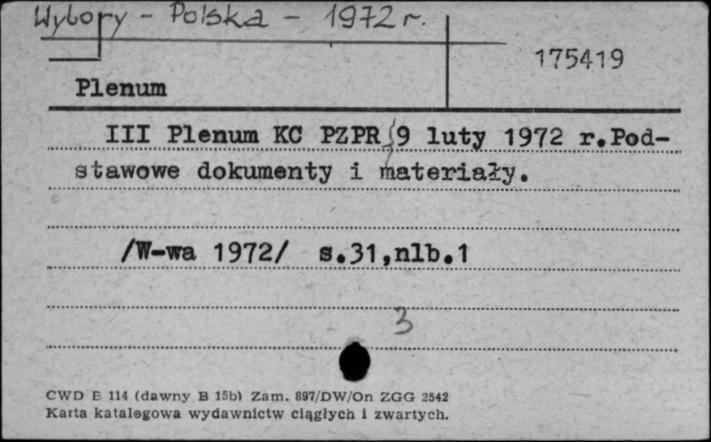 Wybory - Polska - 1972 r.
175419
Plenum
III Plenum KC PZPR 9 luty 1972 r.Pod-
stawowe dokumenty i materiały.
/W-wa 1972/ s.31,nlb.1
3
CWD B 114 (dawny B 15b) Zam. 897/DW/On ZGG 2542
Karta katalogowa wydawnictw ciągłych i zwartych.